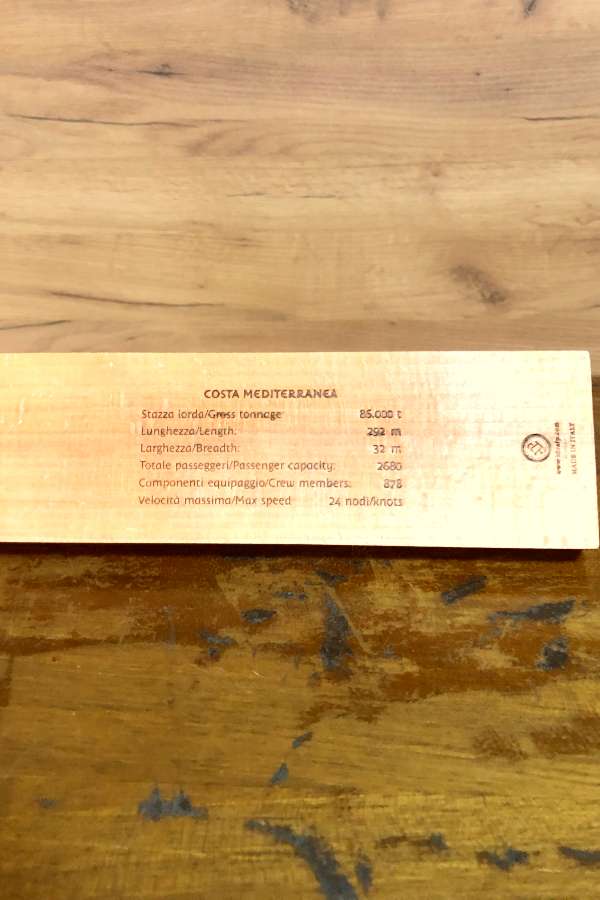 COSTA MEDITERRANEA
Stazza lorda/Gross tonnage: 85.000 t
Lunghezza/Length: 292 m
Larghezza/Breadth: 32 m
Totale passeggeri/Passenger capacity: 2680
Componenti equipaggio/Crew members: 878
Velocità massima/Max speed 24 nodi/knots
MADE IN ITALY